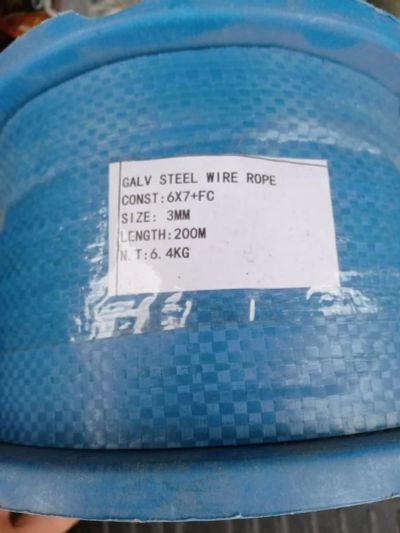 GALV STEEL WIRE ROPE
CONST:6X7+FC
SIZE: 3MM
LENGTH:200M
N.T:6.4KG